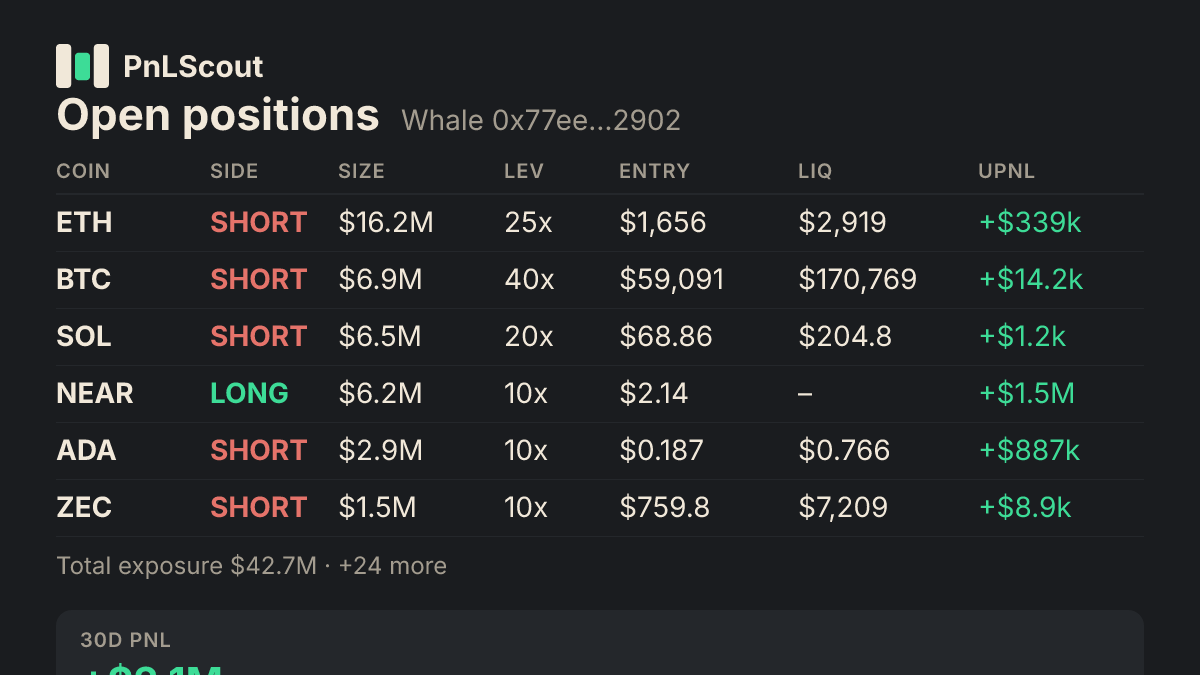 PnLScout
Open positions Whale 0x77ee...2902
COIN SIDE SIZE LEV ENTRY LIQ UPNL
ETH SHORT $16.2M 25x $1,656 $2,919 +$339k
BTC SHORT $6.9M 40x $59,091 $170,769 +$14.2k
SOL SHORT $6.5M 20x $68.86 $204.8 +$1.2k
NEAR LONG $6.2M 10x $2.14 – +$1.5M
ADA SHORT $2.9M 10x $0.187 $0.766 +$887k
ZEC SHORT $1.5M 10x $759.8 $7,209 +$8.9k
Total exposure $42.7M · +24 more
30D PNL